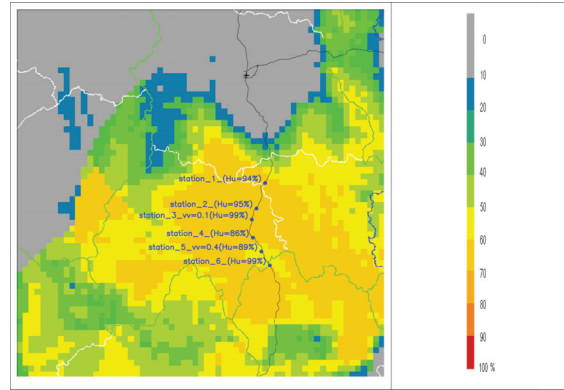 station_1_(Hu=94%)
station_2_(Hu=95%)
station_3_vv=0.1(Hu=99%)
station_4_(Hu=86%)
station_5_vv=0.4(Hu=89%)
station_6_(Hu=99%)
0
10
20
30
40
50
60
70
80
90
100 %